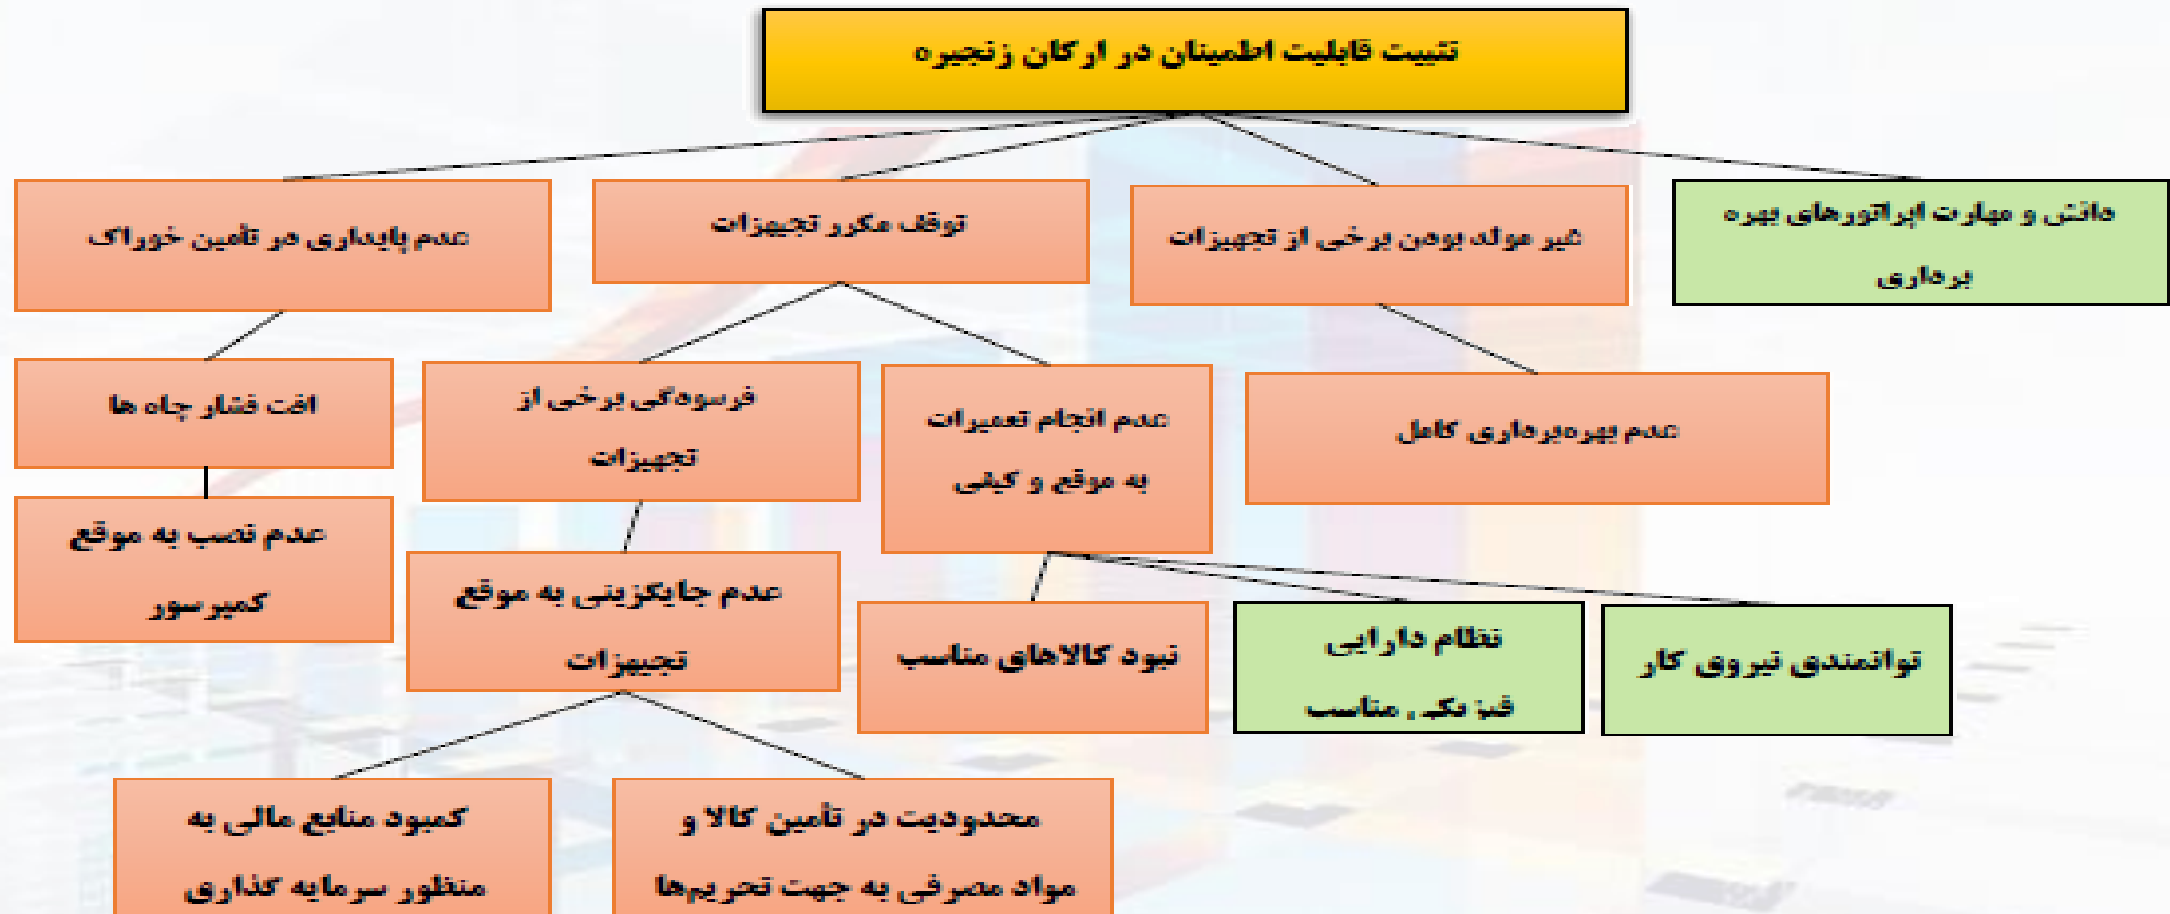 تثبیت قابلیت اطمینان در ارکان زنجیره
دانش و مهارت اپراتورهای بهره
برداری
غیر مولد بودن برخی از تجهیزات
توقف مکرر تجهیزات
عدم پایداری در تأمین خوراک
عدم بهره‌برداری کامل
عدم انجام تعمیرات
به موقع و کیفی
فرسودگی برخی از
تجهیزات
افت فشار چاه ها
عدم نصب به موقع
کمپرسور
توانمندی نیروی کار
نظام دارایی
فیزیکی مناسب
نبود کالاهای مناسب
عدم جایگزینی به موقع
تجهیزات
محدودیت در تأمین کالا و
مواد مصرفی به جهت تحریم‌ها
کمبود منابع مالی به
منظور سرمایه گذاری